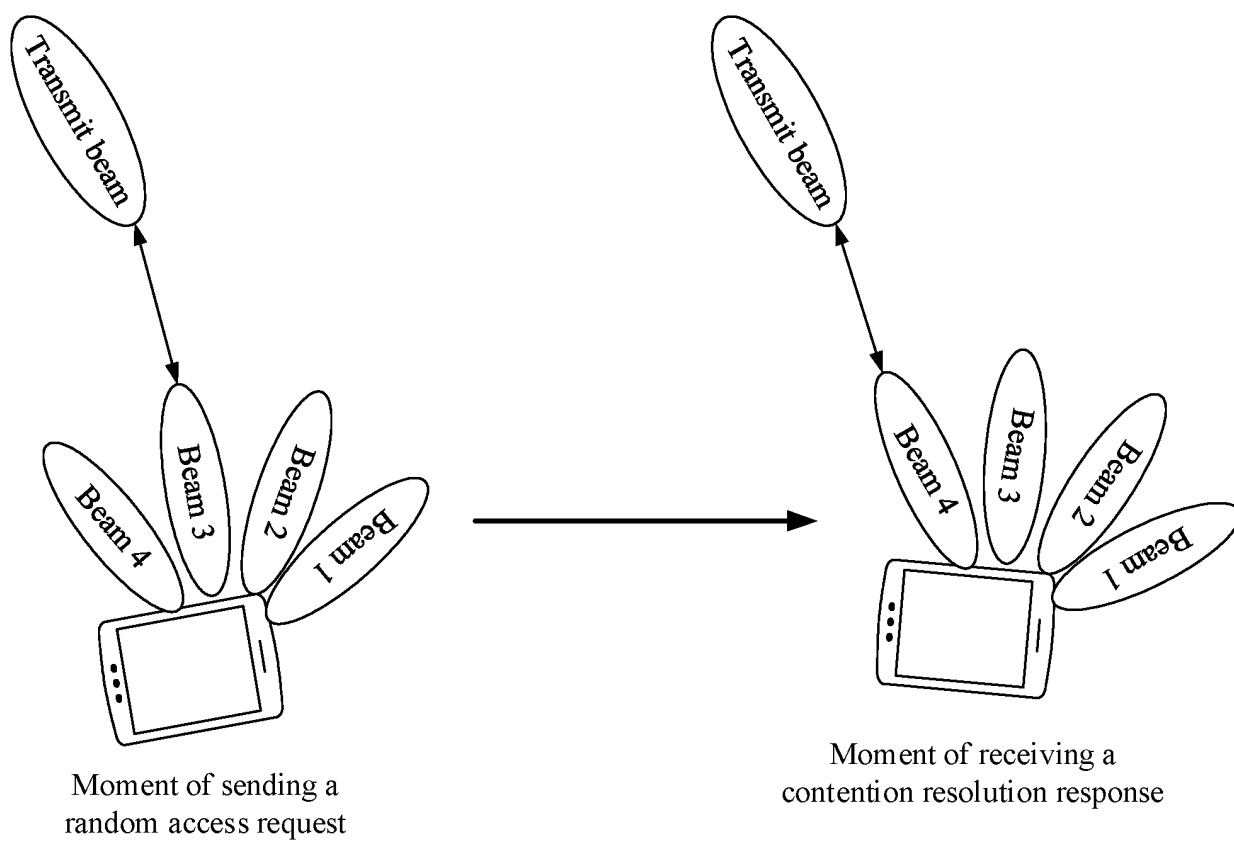 Transmit beam
Beam 4
Beam 3
Beam 2
Beam 1
Moment of sending a
random access request
Transmit beam
Beam 4
Beam 3
Beam 2
Beam 1
Moment of receiving a
contention resolution response